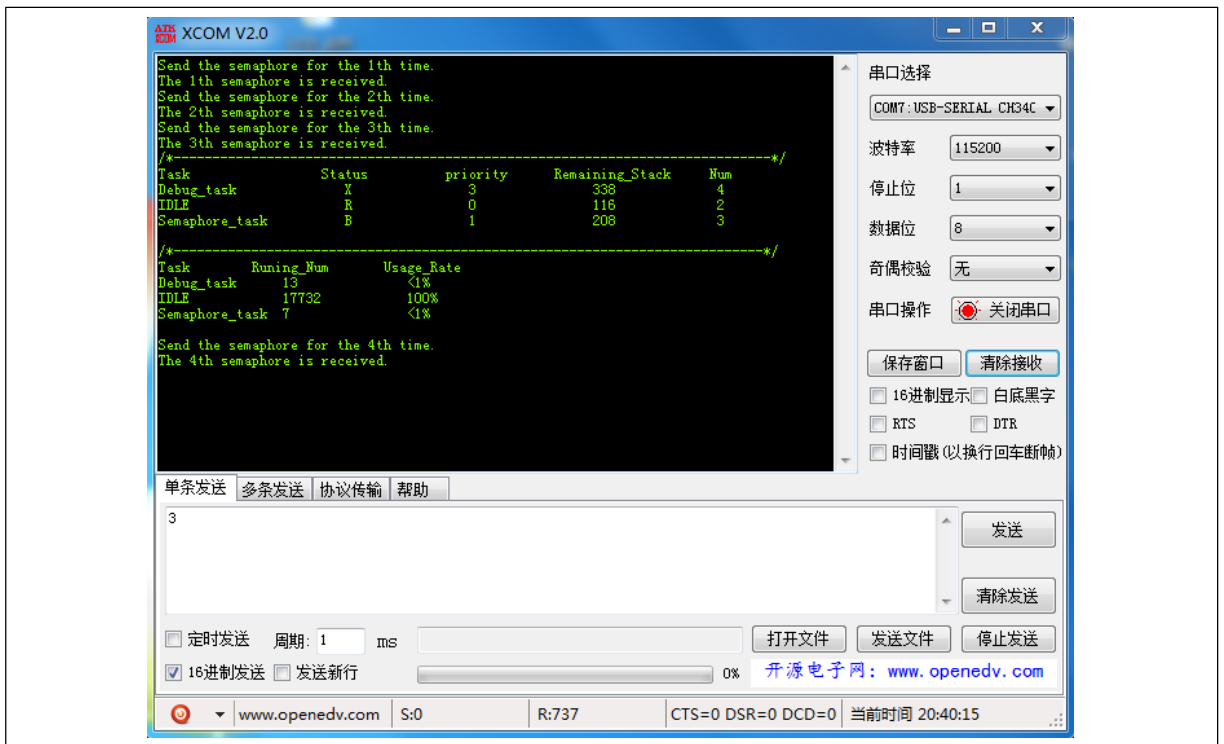 ATK XCOM XCOM V2.0
Send the semaphore for the 1th time.
The 1th semaphore is received.
Send the semaphore for the 2th time.
The 2th semaphore is received.
Send the semaphore for the 3th time.
The 3th semaphore is received.
/*---------------------------------------------------------------------------*/
Task Status priority Remaining_Stack Num
Debug_task X 3 338 4
IDLE R 0 116 2
Semaphore_task B 1 208 3
/*--------------------------------------------------------------------------*/
Task Runing_Num Usage_Rate
Debug_task 13 <1%
IDLE 17732 100%
Semaphore_task 7 <1%
Send the semaphore for the 4th time.
The 4th semaphore is received.
串口选择
COM7:USB-SERIAL CH34C
波特率 115200
停止位 1
数据位 8
奇偶校验 无
串口操作 关闭串口
保存窗口 清除接收
16进制显示 白底黑字
RTS DTR
时间戳(以换行回车断帧)
单条发送 多条发送 协议传输 帮助
3
发送
清除发送
定时发送 周期: 1 ms 打开文件 发送文件 停止发送
16进制发送 发送新行 0% 开源电子网: www.openedv.com
www.openedv.com S:0 R:737 CTS=0 DSR=0 DCD=0 当前时间 20:40:15